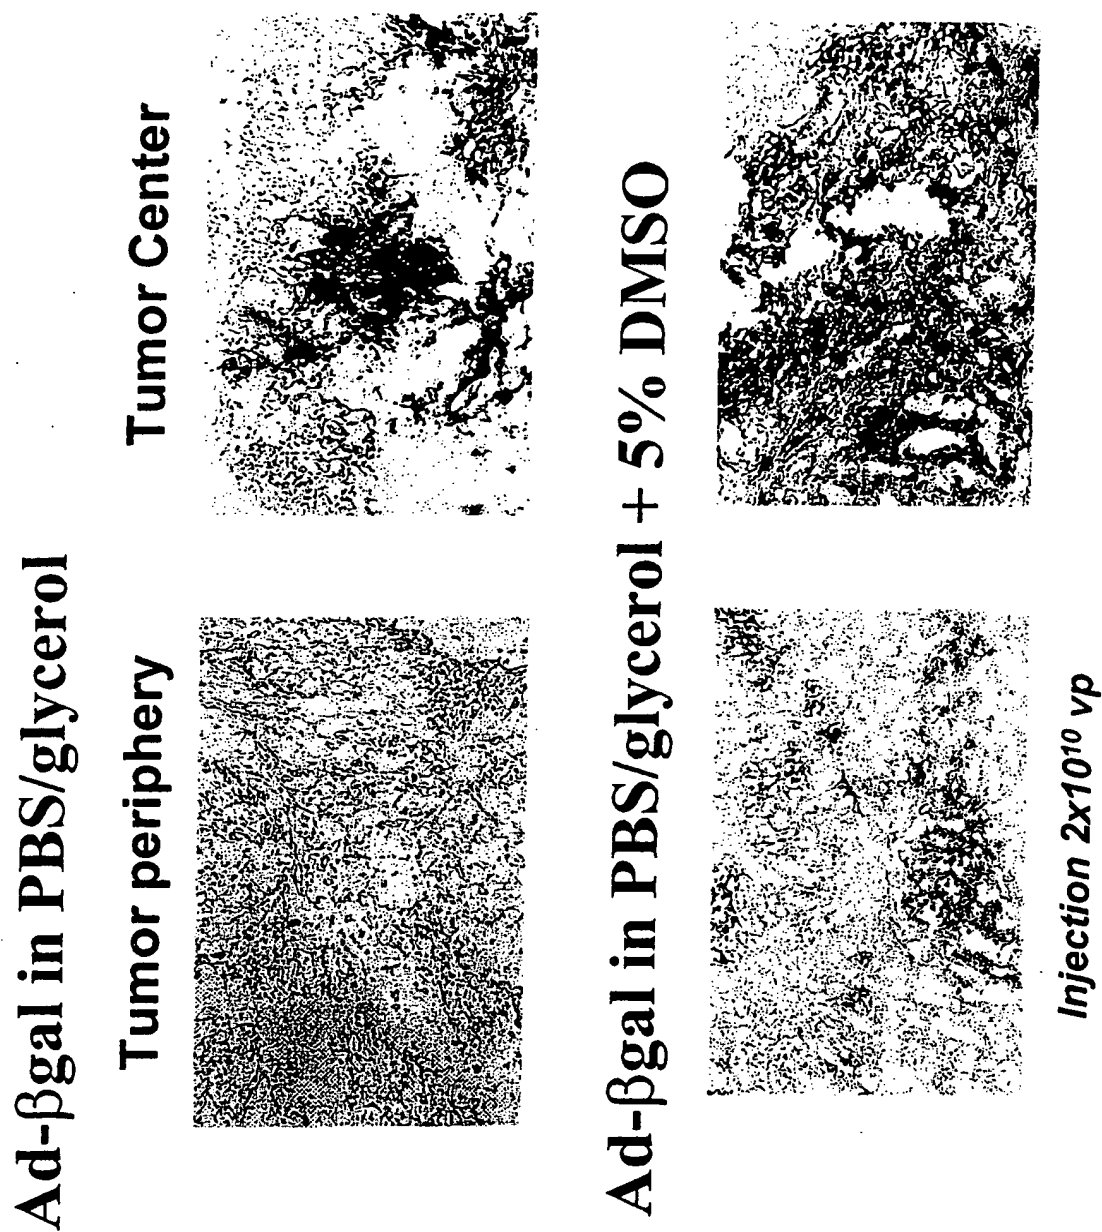 Ad-βgal in PBS/glycerol
Tumor periphery
Tumor Center
Ad-βgal in PBS/glycerol + 5% DMSO
Injection 2x10¹⁰ vp